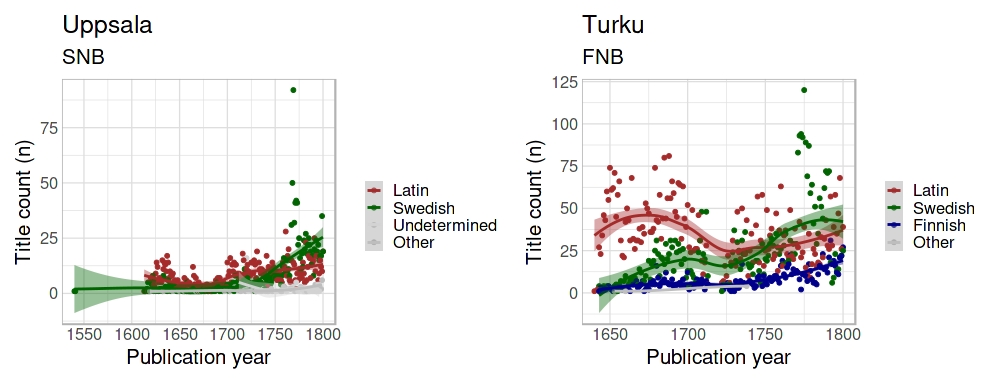 Uppsala
SNB
Title count (n)
75
50
25
0
1550 1600 1650 1700 1750 1800
Publication year
Latin
Swedish
Undetermined
Other
Turku
FNB
Title count (n)
125
100
75
50
25
0
1650 1700 1750 1800
Publication year
Latin
Swedish
Finnish
Other